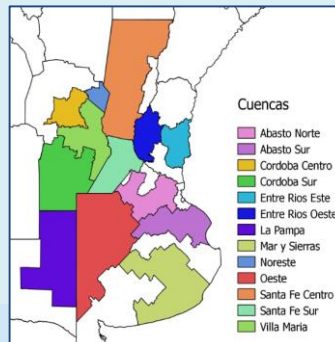 Cuencas
Abasto Norte
Abasto Sur
Cordoba Centro
Cordoba Sur
Entre Rios Este
Entre Rios Oeste
La Pampa
Mar y Sierras
Noreste
Oeste
Santa Fe Centro
Santa Fe Sur
Villa Maria